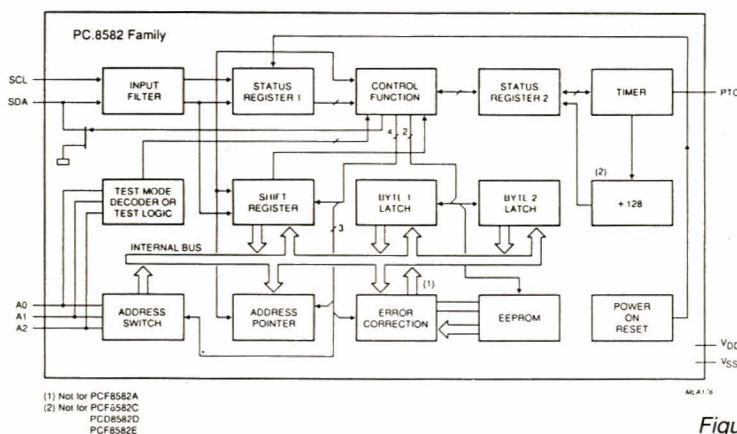 PC.8582 Family
SCL
SDA
INPUT
FILTER
STATUS
REGISTER 1
CONTROL
FUNCTION
STATUS
REGISTER 2
TIMER
PTC
4
2
(2)
TEST MODE
DECODER OR
TEST LOGIC
SHIFT
REGISTER
BYTE 1
LATCH
BYTE 2
LATCH
÷ 128
3
INTERNAL BUS
(1)
A0
A1
A2
ADDRESS
SWITCH
ADDRESS
POINTER
ERROR
CORRECTION
EEPROM
POWER
ON
RESET
VDD
VSS
(1) Not for PCF8582A
(2) Not for PCF8582C
PCD8582D
PCF8582E
Figu